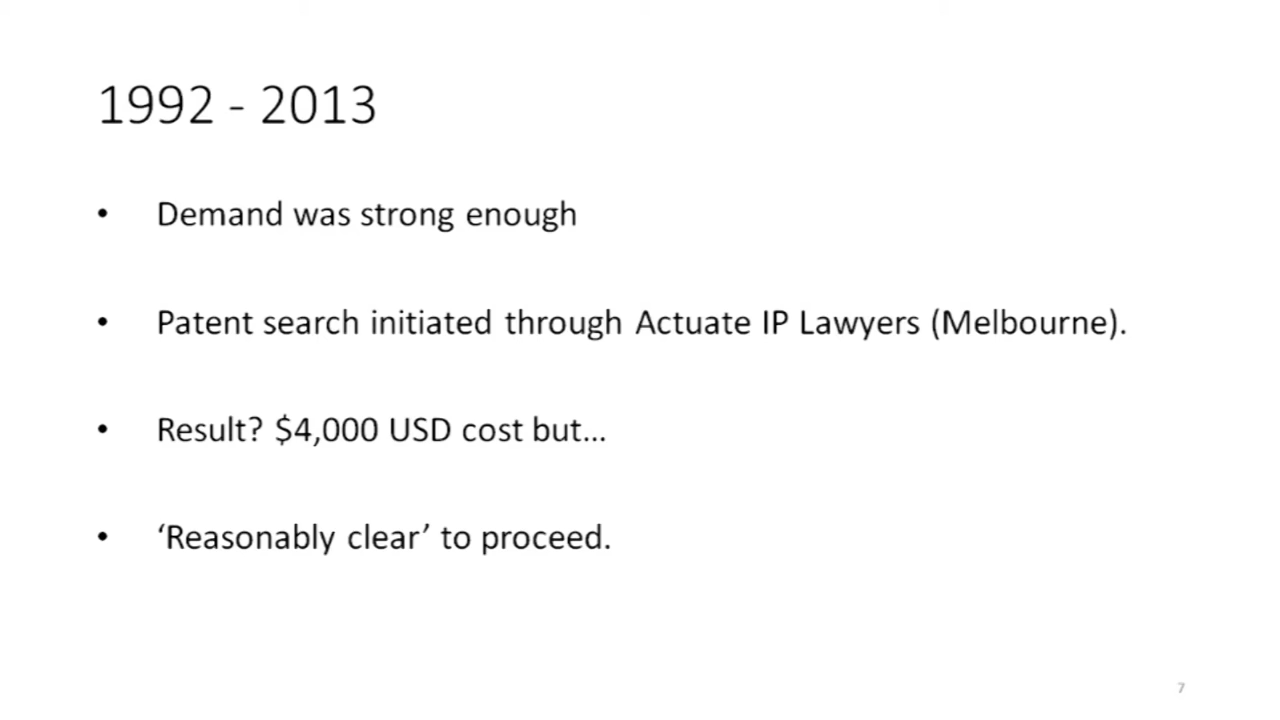 1992 - 2013
• Demand was strong enough
• Patent search initiated through Actuate IP Lawyers (Melbourne).
• Result? $4,000 USD cost but...
• ‘Reasonably clear’ to proceed.
7